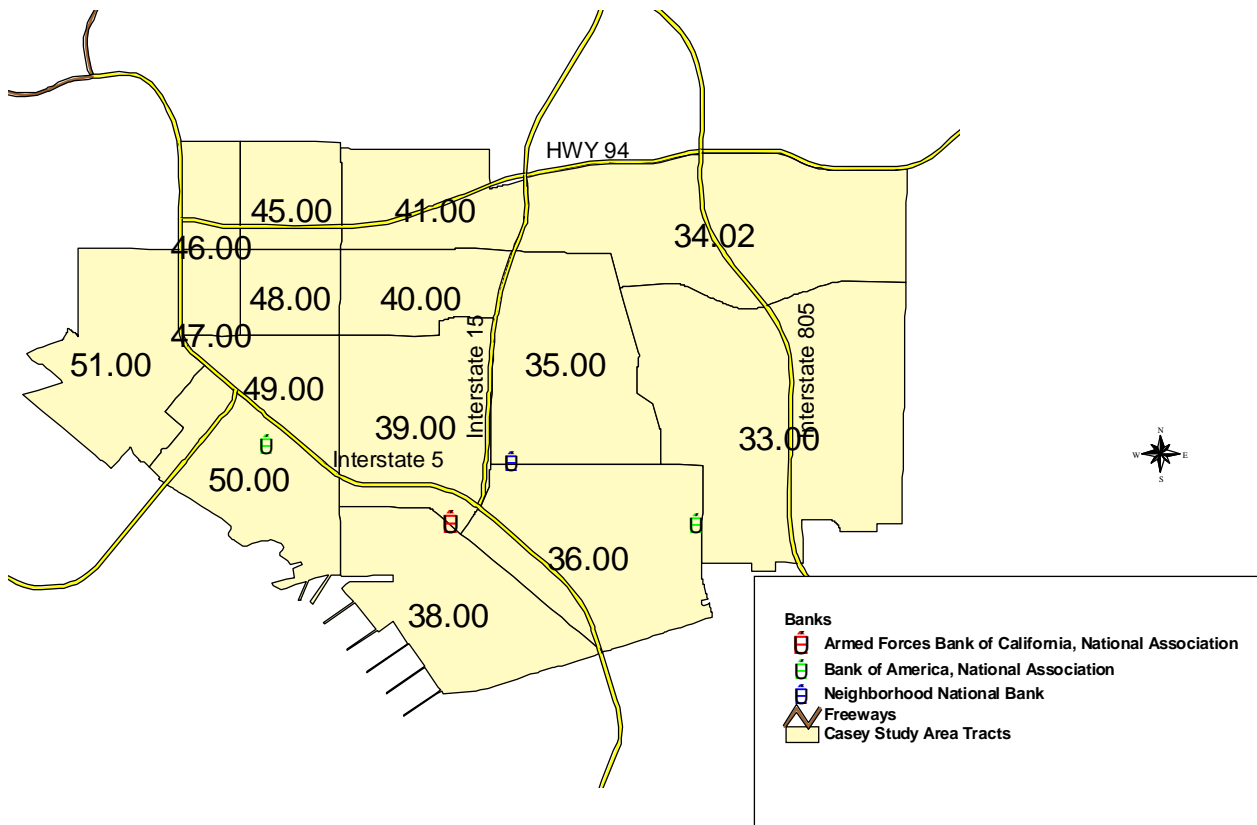 HWY 94
45.00
41.00
34.02
46.00
48.00
40.00
47.00
Interstate 15
Interstate 805
51.00
35.00
49.00
39.00
33.00
Interstate 5
50.00
N
W
E
S
36.00
38.00
Banks
Armed Forces Bank of California, National Association
Bank of America, National Association
Neighborhood National Bank
Freeways
Casey Study Area Tracts